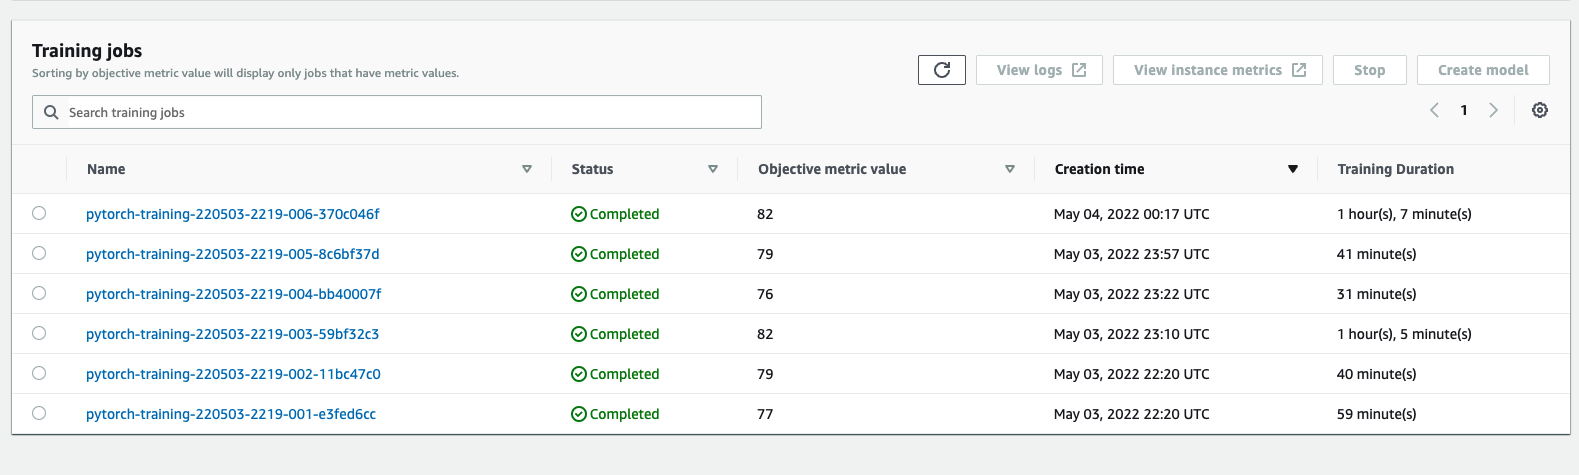 Training jobs
Sorting by objective metric value will display only jobs that have metric values.
View logs View instance metrics Stop Create model
Search training jobs
1
Name Status Objective metric value Creation time Training Duration
pytorch-training-220503-2219-006-370c046f Completed 82 May 04, 2022 00:17 UTC 1 hour(s), 7 minute(s)
pytorch-training-220503-2219-005-8c6bf37d Completed 79 May 03, 2022 23:57 UTC 41 minute(s)
pytorch-training-220503-2219-004-bb40007f Completed 76 May 03, 2022 23:22 UTC 31 minute(s)
pytorch-training-220503-2219-003-59bf32c3 Completed 82 May 03, 2022 23:10 UTC 1 hour(s), 5 minute(s)
pytorch-training-220503-2219-002-11bc47c0 Completed 79 May 03, 2022 22:20 UTC 40 minute(s)
pytorch-training-220503-2219-001-e3fed6cc Completed 77 May 03, 2022 22:20 UTC 59 minute(s)